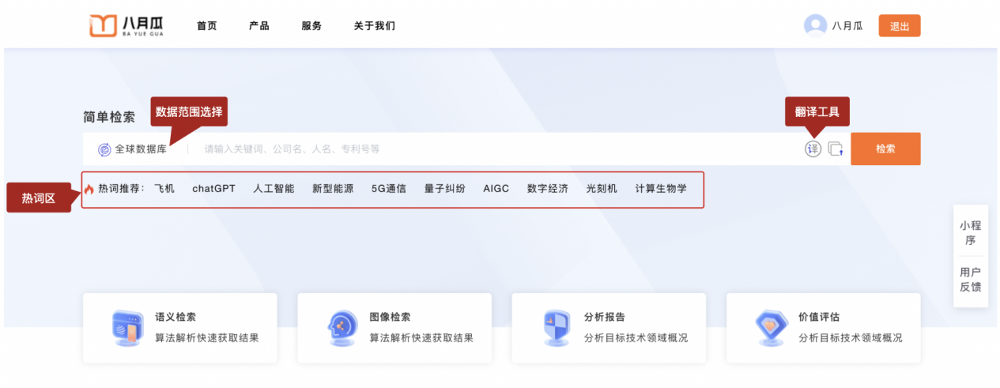 八月瓜
BA YUE GUA
首页 产品 服务 关于我们
八月瓜 退出
简单检索
数据范围选择
翻译工具
全球数据库 请输入关键词、公司名、人名、专利号等
译
检索
热词区
热词推荐： 飞机 chatGPT 人工智能 新型能源 5G通信 量子纠纷 AIGC 数字经济 光刻机 计算生物学
小程
序
用户
反馈
语义检索
算法解析快速获取结果
图像检索
算法解析快速获取结果
分析报告
分析目标技术领域概况
价值评估
分析目标技术领域概况